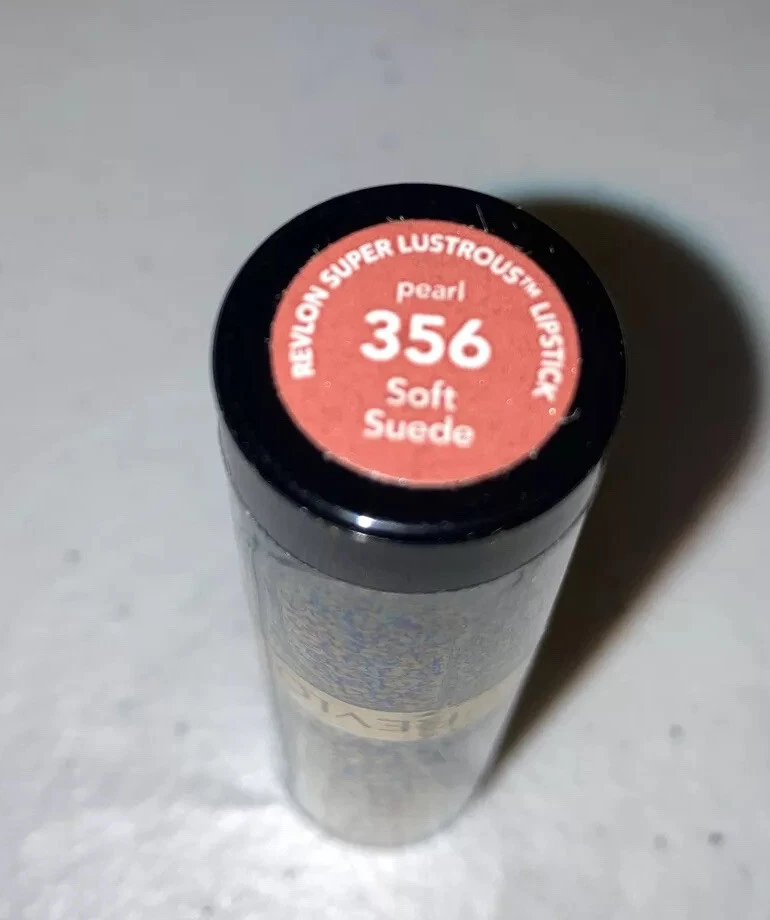 REVLON SUPER LUSTROUS™ LIPSTICK
pearl
356
Soft
Suede